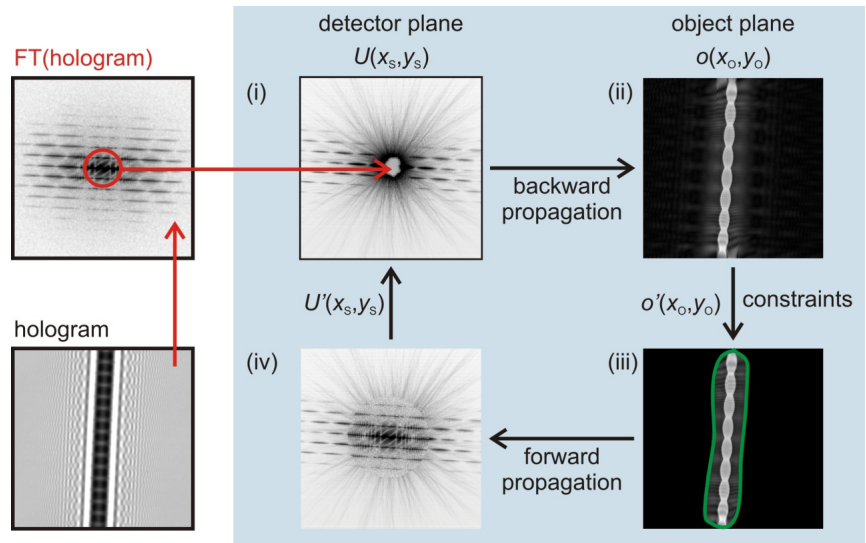 FT(hologram)
detector plane
U(xₛ,yₛ)
object plane
o(xₒ,yₒ)
(i)
(ii)
backward
propagation
hologram
U'(xₛ,yₛ)
o'(xₒ,yₒ)
constraints
(iv)
(iii)
forward
propagation